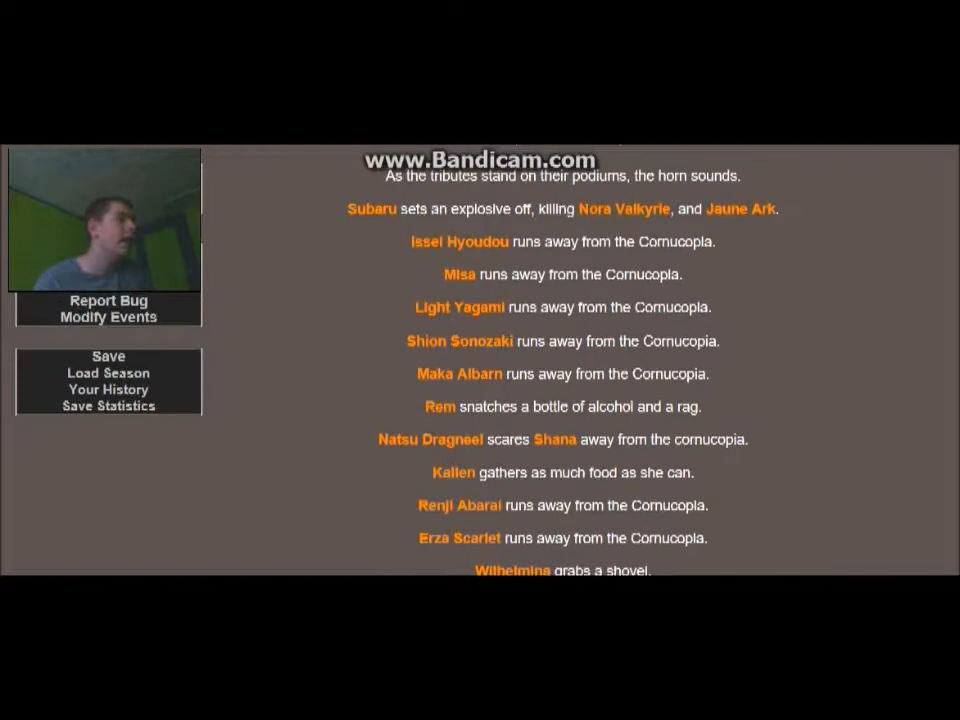 www.Bandicam.com
As the tributes stand on their podiums, the horn sounds.
Subaru sets an explosive off, killing Nora Valkyrie, and Jaune Ark.
Issei Hyoudou runs away from the Cornucopia.
Misa runs away from the Cornucopia.
Light Yagami runs away from the Cornucopia.
Report Bug
Modify Events
Shion Sonozaki runs away from the Cornucopia.
Save
Load Season
Your History
Save Statistics
Maka Albarn runs away from the Cornucopia.
Rem snatches a bottle of alcohol and a rag.
Natsu Dragneel scares Shana away from the cornucopia.
Kallen gathers as much food as she can.
Renji Abarai runs away from the Cornucopia.
Erza Scarlet runs away from the Cornucopia.
Wilhelmina grabs a shovel.